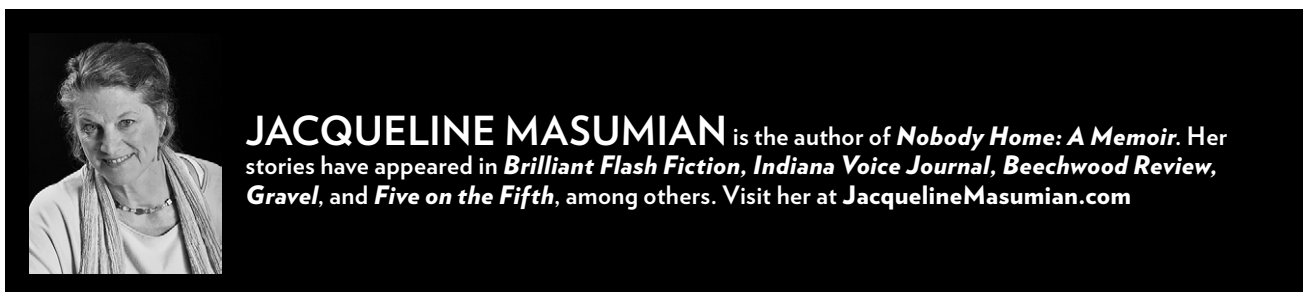 JACQUELINE MASUMIAN is the author of Nobody Home: A Memoir. Her
stories have appeared in Brilliant Flash Fiction, Indiana Voice Journal, Beechwood Review,
Gravel, and Five on the Fifth, among others. Visit her at JacquelineMasumian.com